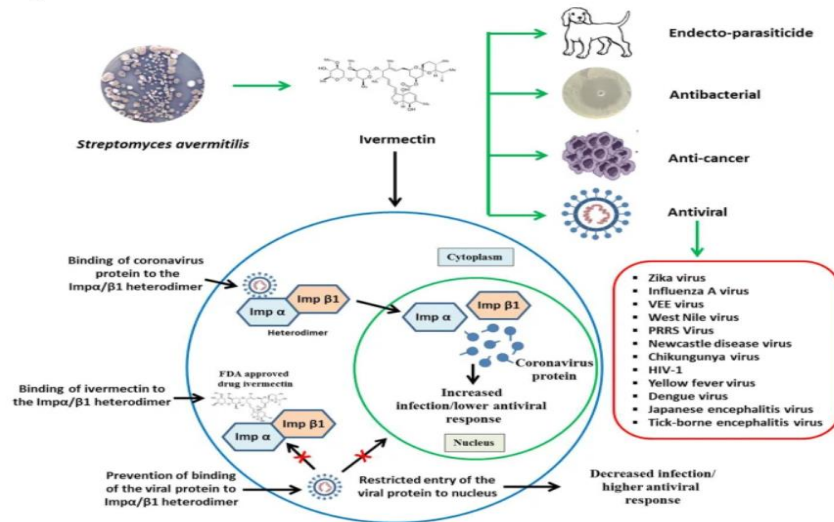 Endecto-parasiticide
Antibacterial
Streptomyces avermitilis
Ivermectin
Anti-cancer
Antiviral
Binding of coronavirus
protein to the
Impα/β1 heterodimer
Cytoplasm
Imp α
Imp β1
Heterodimer
Imp α
Imp β1
Coronavirus
protein
Increased
infection/lower antiviral
response
Nucleus
▪ Zika virus
▪ Influenza A virus
▪ VEE virus
▪ West Nile virus
▪ PRRS Virus
▪ Newcastle disease virus
▪ Chikungunya virus
▪ HIV-1
▪ Yellow fever virus
▪ Dengue virus
▪ Japanese encephalitis virus
▪ Tick-borne encephalitis virus
Binding of ivermectin to
the Impα/β1 heterodimer
FDA approved
drug ivermectin
Imp α
Imp β1
Prevention of binding
of the viral protein to
Impα/β1 heterodimer
Restricted entry of the
viral protein to nucleus
Decreased infection/
higher antiviral
response